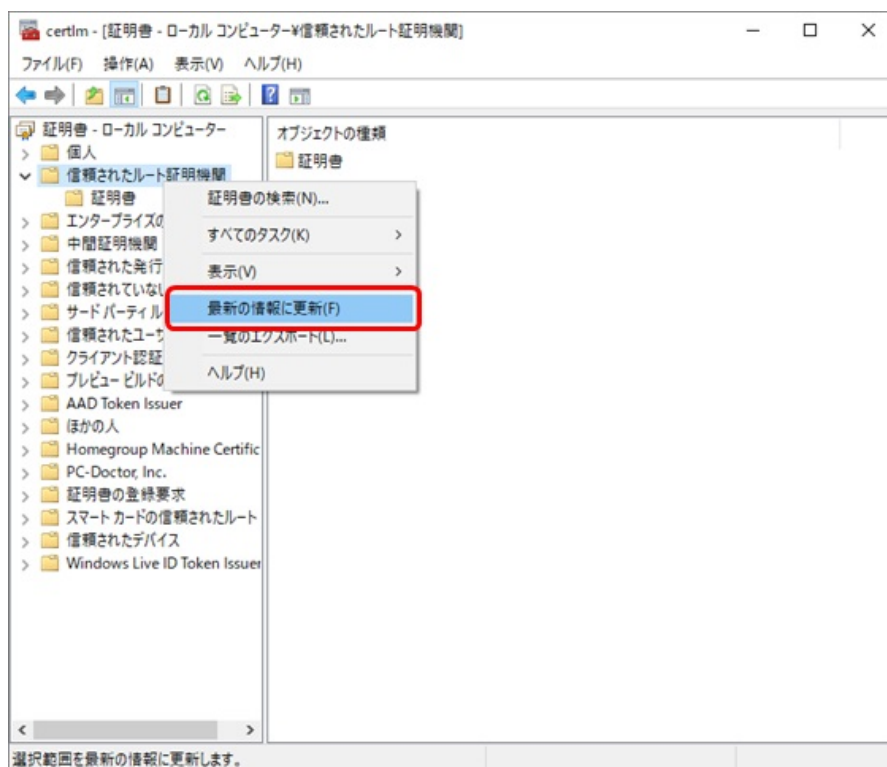 certlm - [証明書 - ローカル コンピューター¥信頼されたルート証明機関]
ファイル(F) 操作(A) 表示(V) ヘルプ(H)
証明書 - ローカル コンピューター
個人
信頼されたルート証明機関
証明書
エンタープライズの
中間証明機関
信頼された発行
信頼されていない
サード パーティ ル
信頼されたユーザ
クライアント認証
プレビュー ビルドの
AAD Token Issuer
ほかの人
Homegroup Machine Certific
PC-Doctor, Inc.
証明書の登録要求
スマート カードの信頼されたルート
信頼されたデバイス
Windows Live ID Token Issuer
オブジェクトの種類
証明書
証明書の検索(N)...
すべてのタスク(K)
表示(V)
最新の情報に更新(F)
一覧のエクスポート(L)...
ヘルプ(H)
選択範囲を最新の情報に更新します。